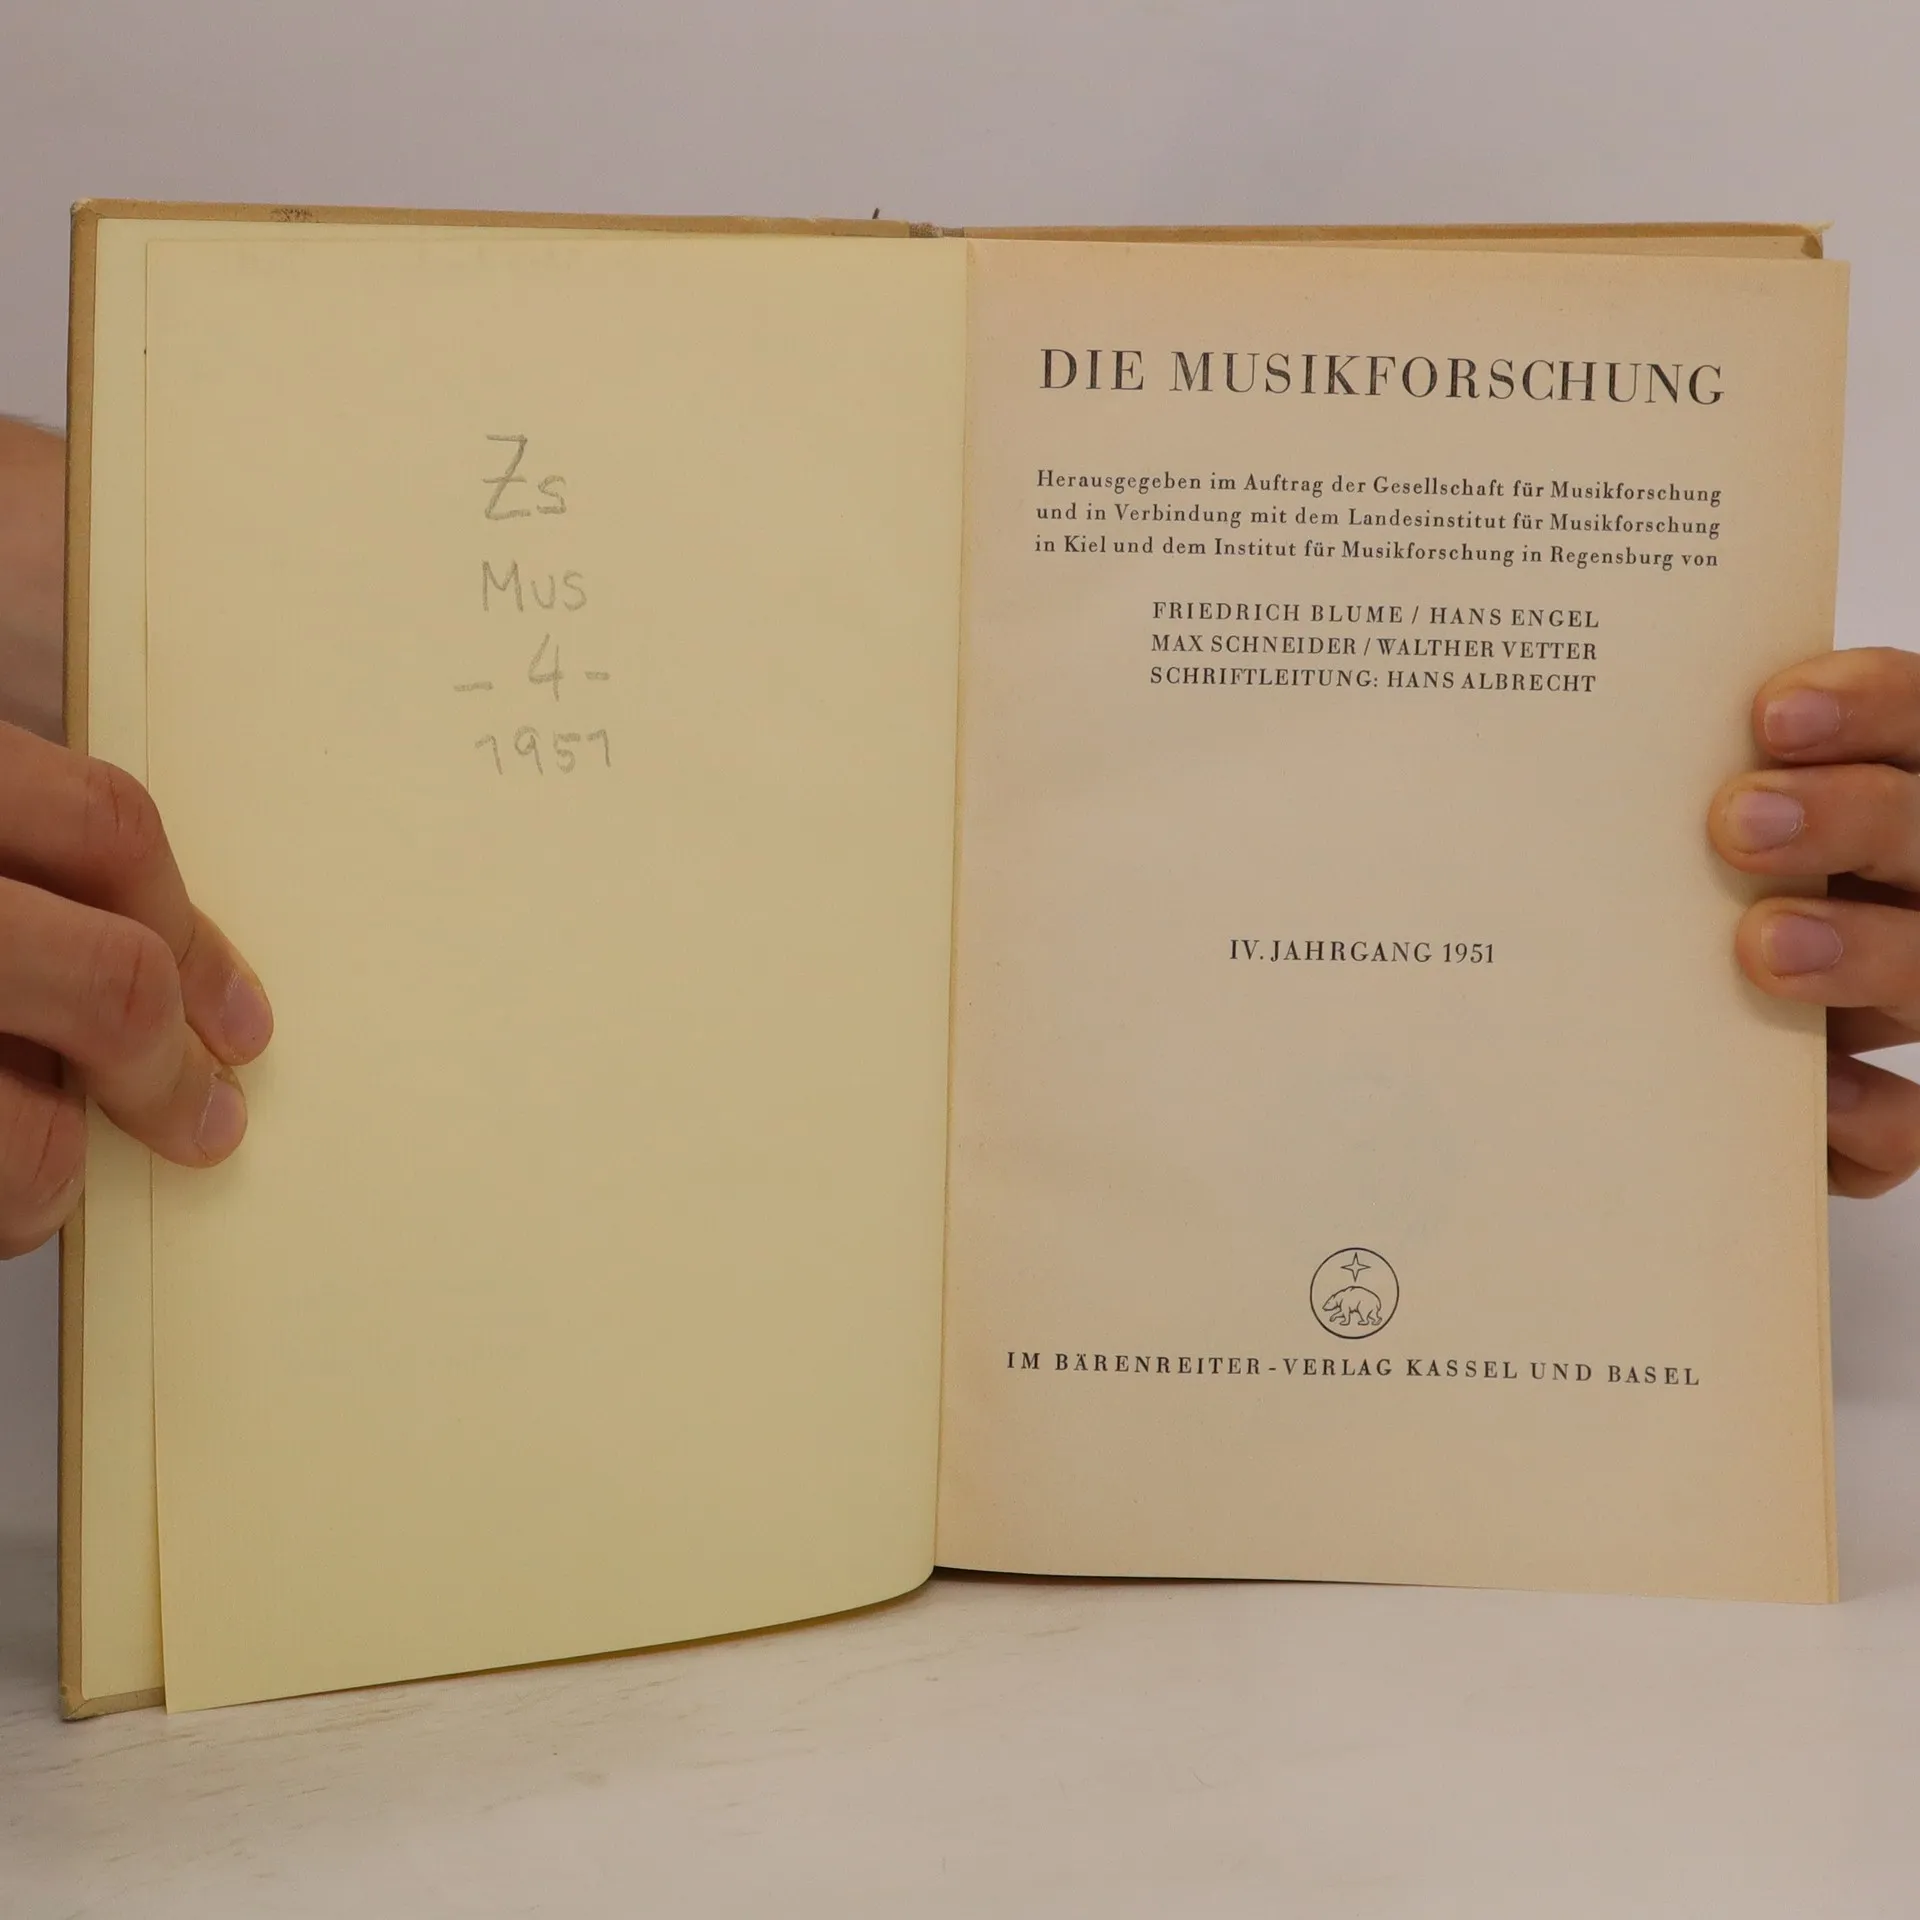 Zs
Mus
- 4 -
1951
DIE MUSIKFORSCHUNG
Herausgegeben im Auftrag der Gesellschaft für Musikforschung
und in Verbindung mit dem Landesinstitut für Musikforschung
in Kiel und dem Institut für Musikforschung in Regensburg von
FRIEDRICH BLUME / HANS ENGEL
MAX SCHNEIDER / WALTHER VETTER
SCHRIFTLEITUNG: HANS ALBRECHT
IV. JAHRGANG 1951
IM BÄRENREITER-VERLAG KASSEL UND BASEL